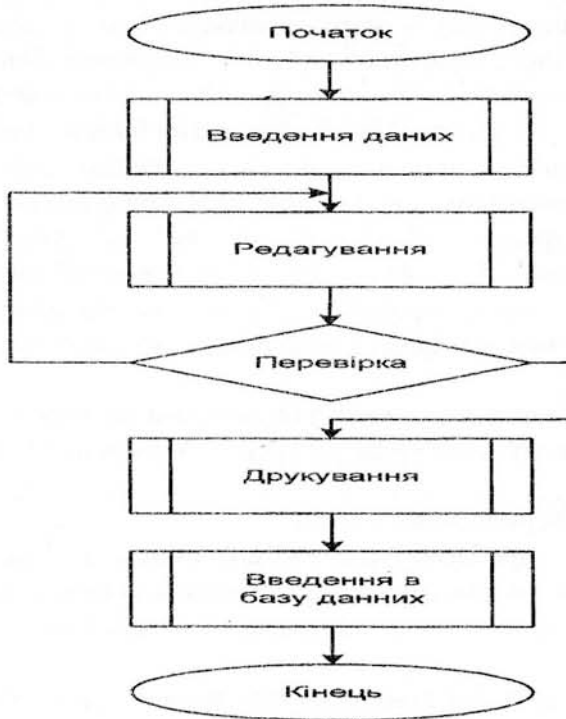 Початок
Введення даних
Редагування
Перевірка
Друкування
Введення в
базу данних
Кінець